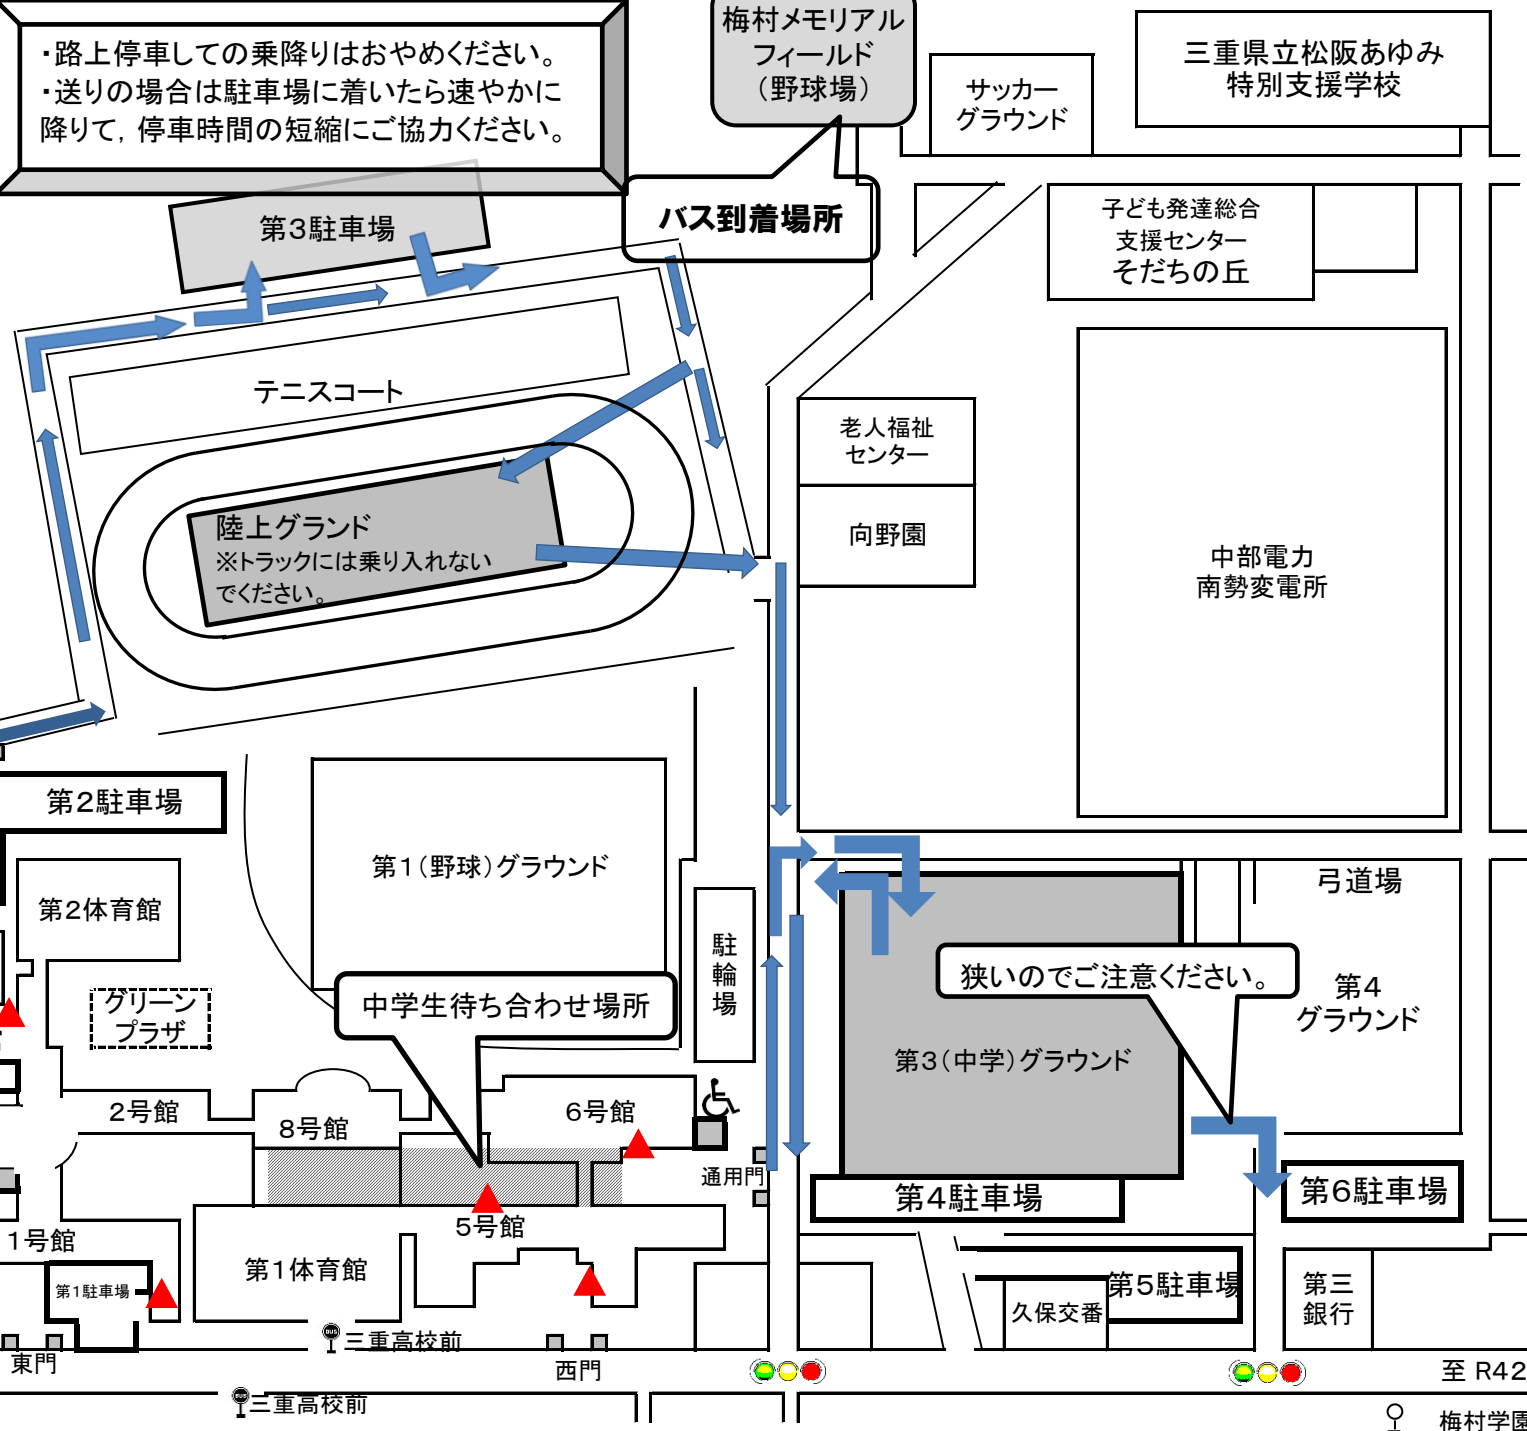 ・路上停車しての乗降りはおやめください。
・送りの場合は駐車場に着いたら速やかに
降りて，停車時間の短縮にご協力ください。
梅村メモリアル
フィールド
（野球場）
サッカー
グラウンド
三重県立松阪あゆみ
特別支援学校
バス到着場所
第3駐車場
子ども発達総合
支援センター
そだちの丘
テニスコート
老人福祉
センター
向野園
中部電力
南勢変電所
陸上グランド
※トラックには乗り入れない
でください。
第2駐車場
第1（野球）グラウンド
第2体育館
グリーン
プラザ
駐輪場
弓道場
狭いのでご注意ください。
第4
グラウンド
中学生待ち合わせ場所
第3（中学）グラウンド
2号館
8号館
6号館
通用門
第4駐車場
第6駐車場
1号館
5号館
第1体育館
第1駐車場
第5駐車場
久保交番
第三
銀行
東門
BUS
三重高校前
西門
至 R42
BUS
三重高校前
梅村学園